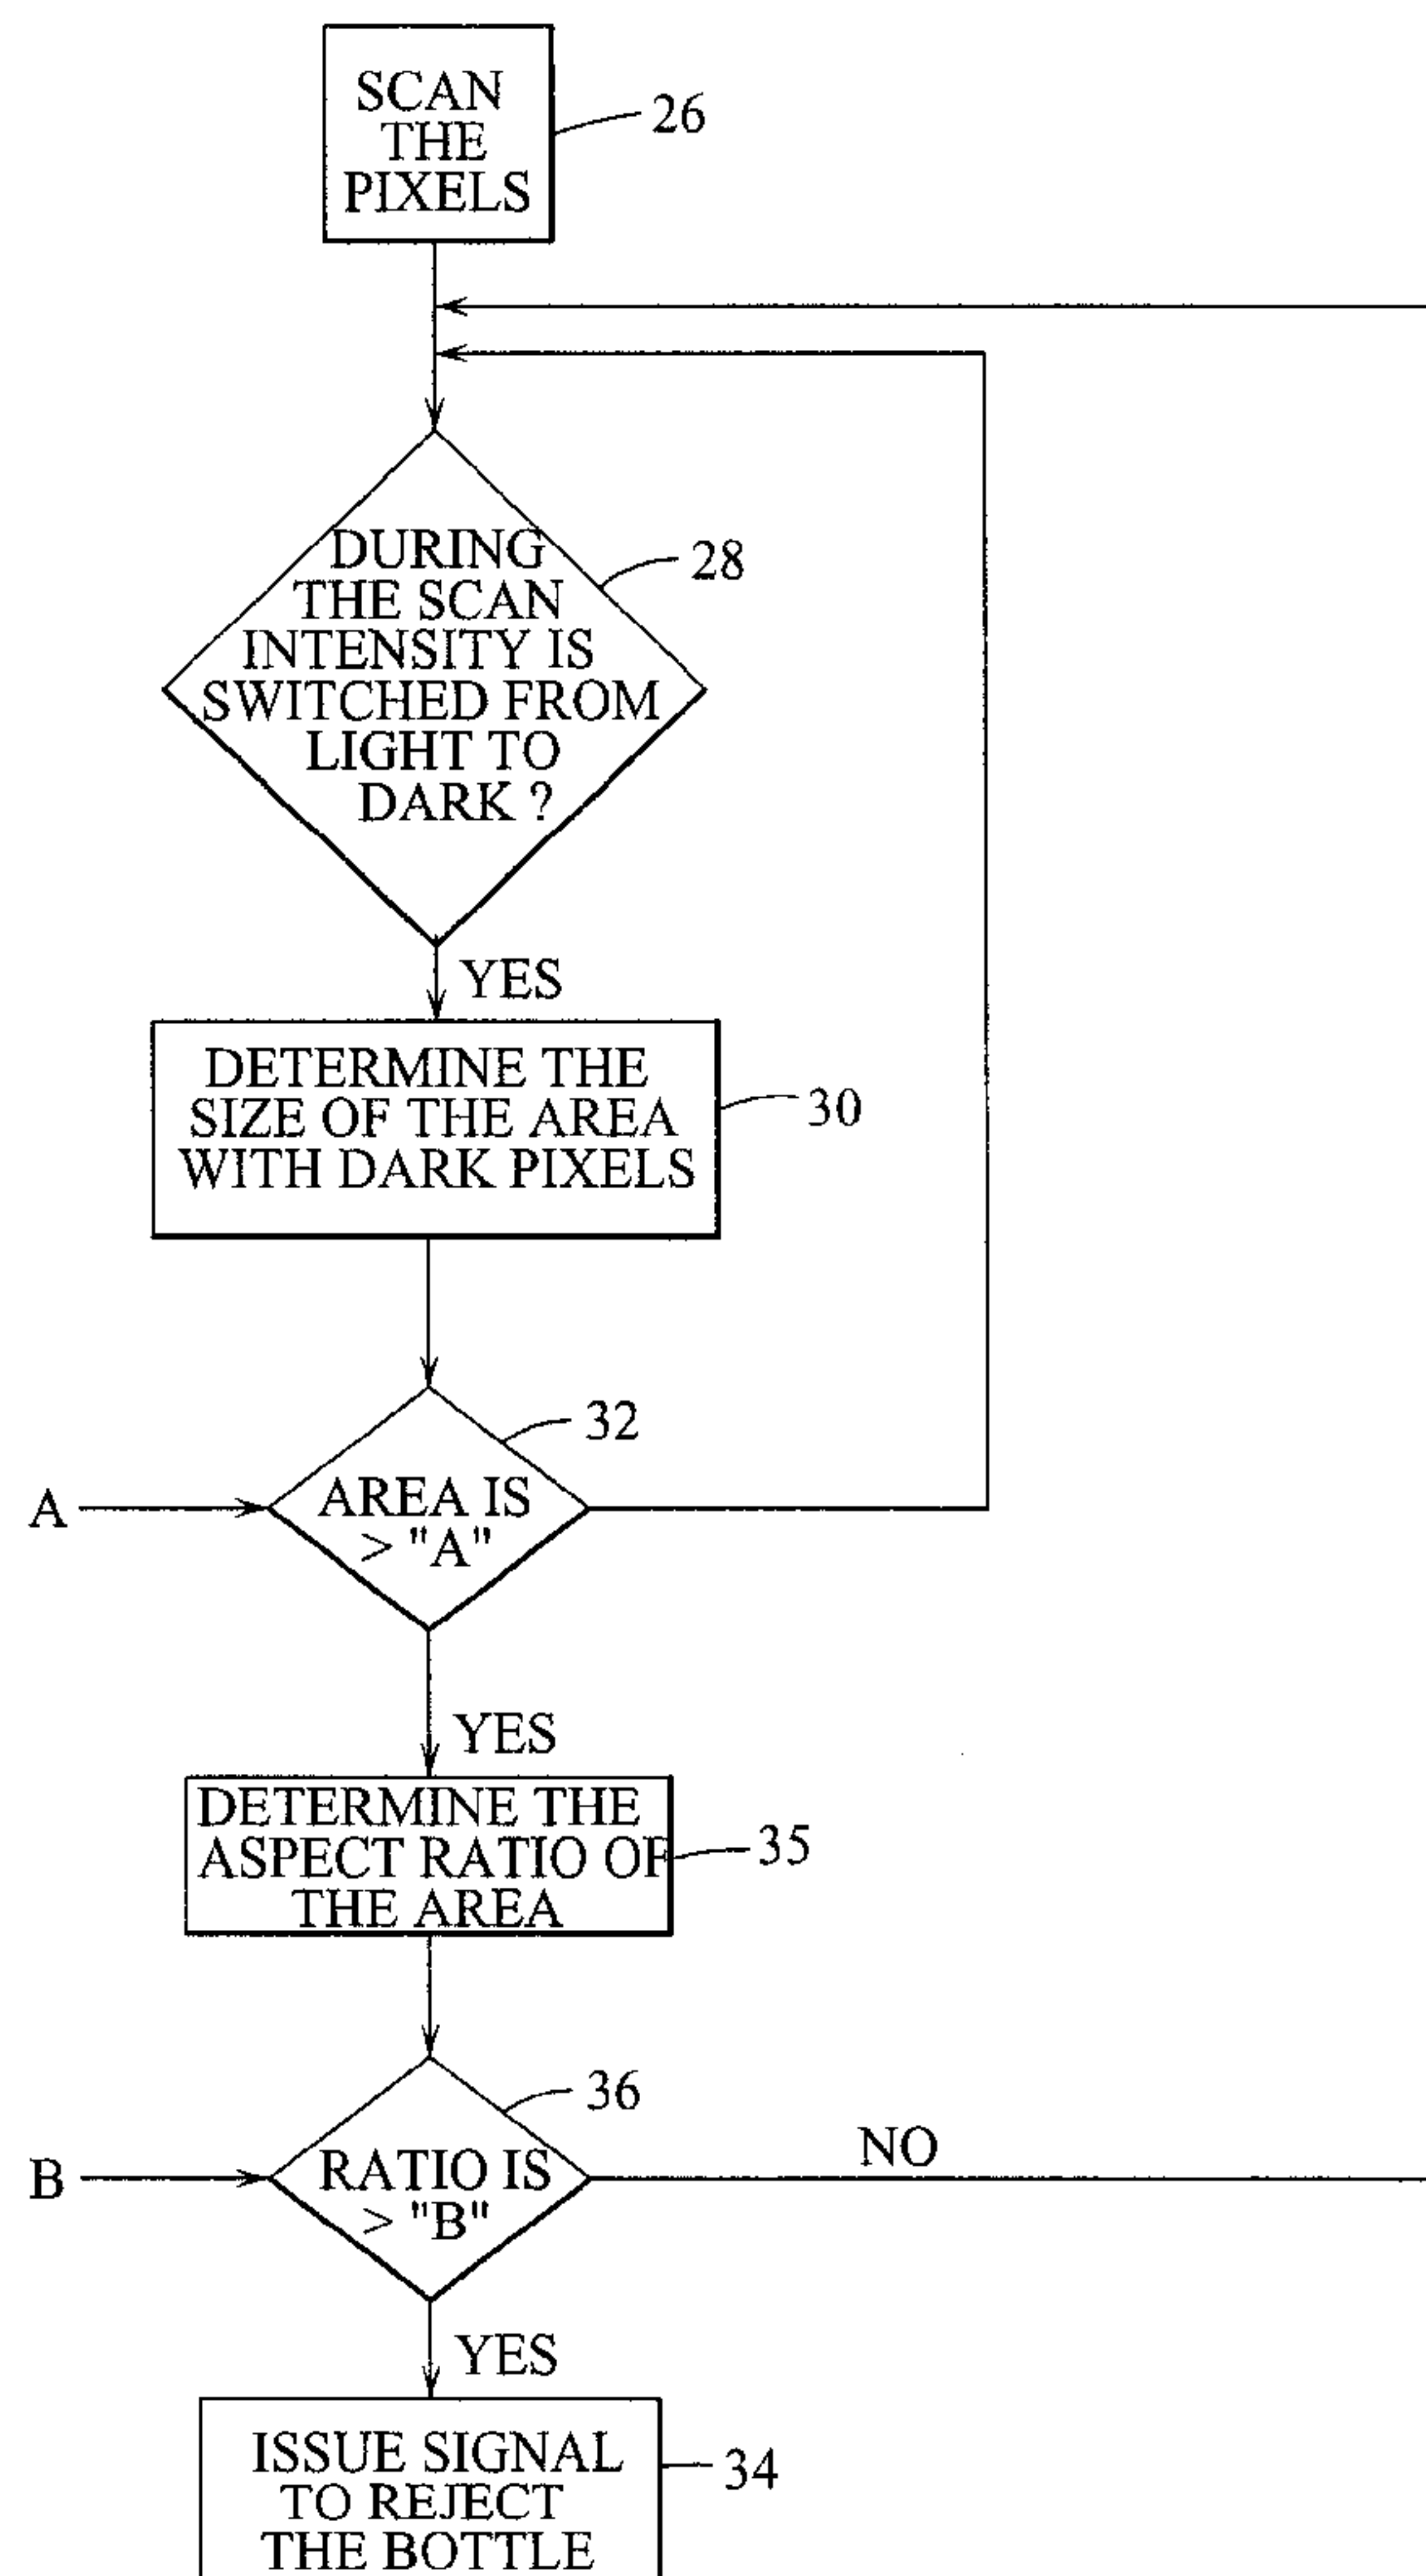 SCAN
THE
PIXELS
26
DURING
THE SCAN
INTENSITY IS
SWITCHED FROM
LIGHT TO
DARK ?
28
YES
DETERMINE THE
SIZE OF THE AREA
WITH DARK PIXELS
30
32
A
AREA IS
> "A"
YES
DETERMINE THE
ASPECT RATIO OF
THE AREA
35
36
B
RATIO IS
> "B"
NO
YES
ISSUE SIGNAL
TO REJECT
THE BOTTLE
34